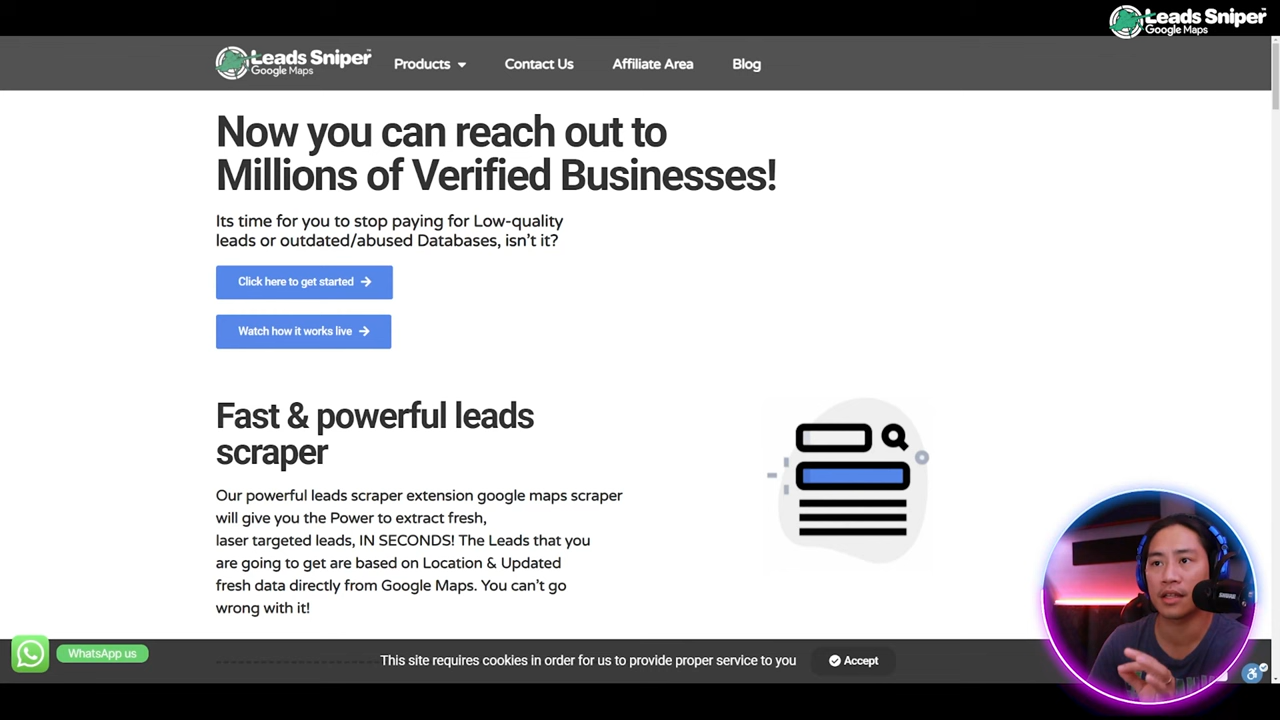 Leads Sniper
Google Maps
Leads Sniper™
Google Maps
Products
Contact Us
Affiliate Area
Blog
Now you can reach out to
Millions of Verified Businesses!
Its time for you to stop paying for Low-quality
leads or outdated/abused Databases, isn't it?
Click here to get started
Watch how it works live
Fast & powerful leads
scraper
Our powerful leads scraper extension google maps scraper
will give you the Power to extract fresh,
laser targeted leads, IN SECONDS! The Leads that you
are going to get are based on Location & Updated
fresh data directly from Google Maps. You can't go
wrong with it!
WhatsApp us
This site requires cookies in order for us to provide proper service to you
Accept
SHURE